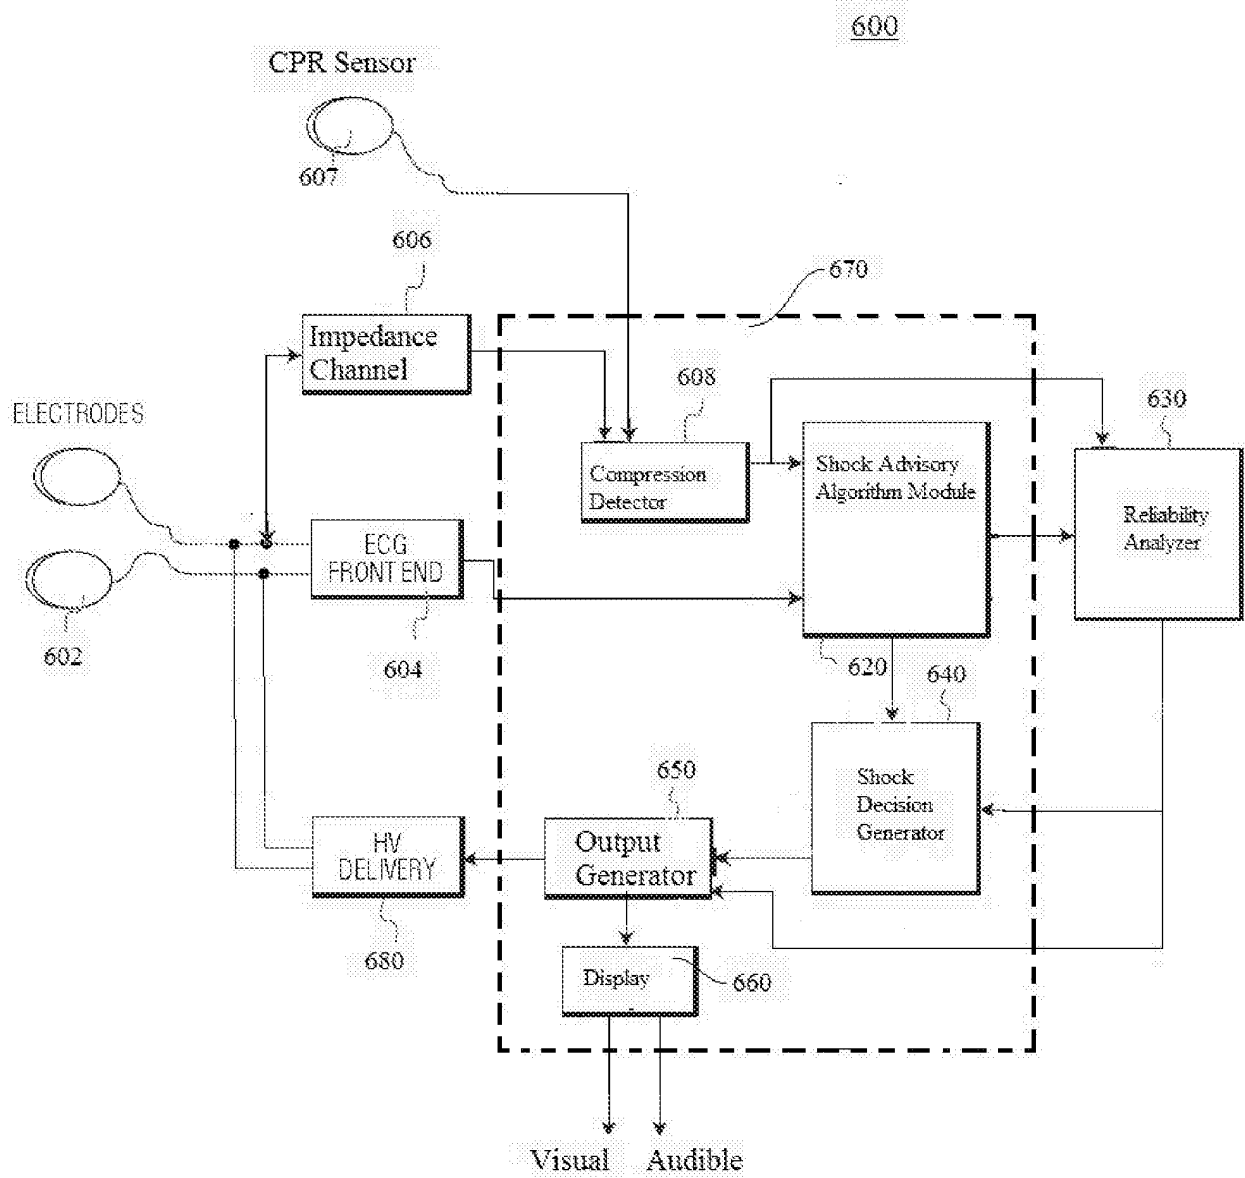 600
CPR Sensor
607
606
670
Impedance
Channel
608
630
ELECTRODES
Compression
Detector
Shock Advisory
Algorithm Module
Reliability
Analyzer
ECG
FRONT END
602
604
620
640
650
Shock
Decision
Generator
HV
DELIVERY
Output
Generator
680
Display
660
Visual
Audible